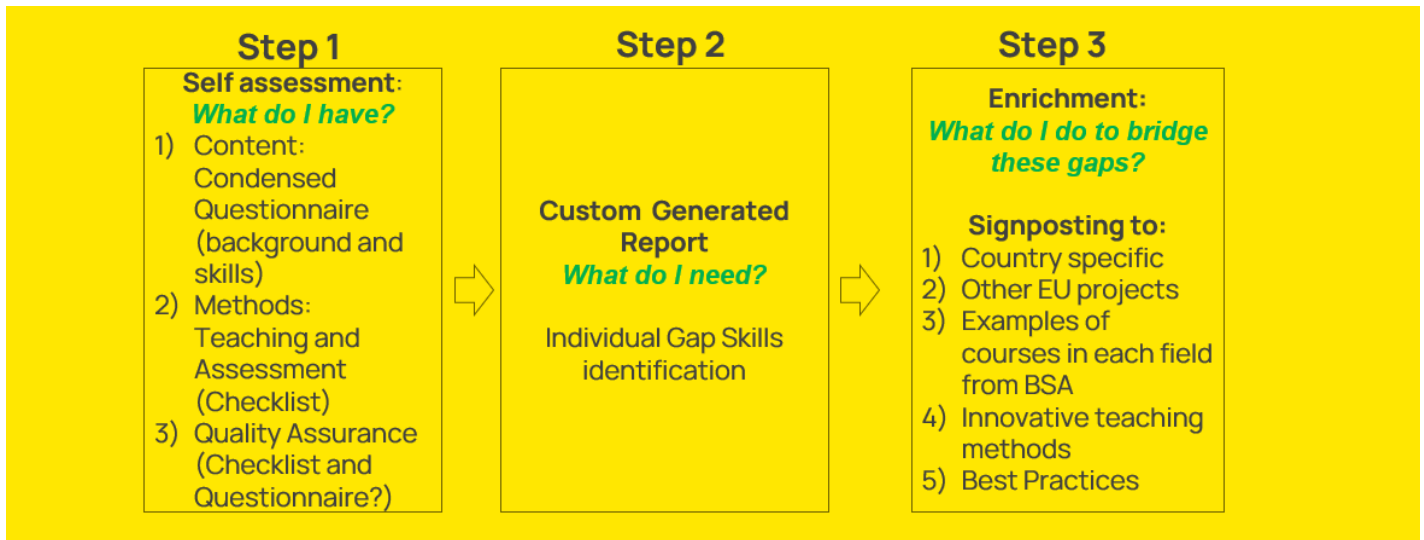 Step 1
Self assessment:
What do I have?
1) Content:
Condensed
Questionnaire
(background and
skills)
2) Methods:
Teaching and
Assessment
(Checklist)
3) Quality Assurance
(Checklist and
Questionnaire?)
Step 2
Custom Generated
Report
What do I need?
Individual Gap Skills
identification
Step 3
Enrichment:
What do I do to bridge
these gaps?
Signposting to:
1) Country specific
2) Other EU projects
3) Examples of
courses in each field
from BSA
4) Innovative teaching
methods
5) Best Practices